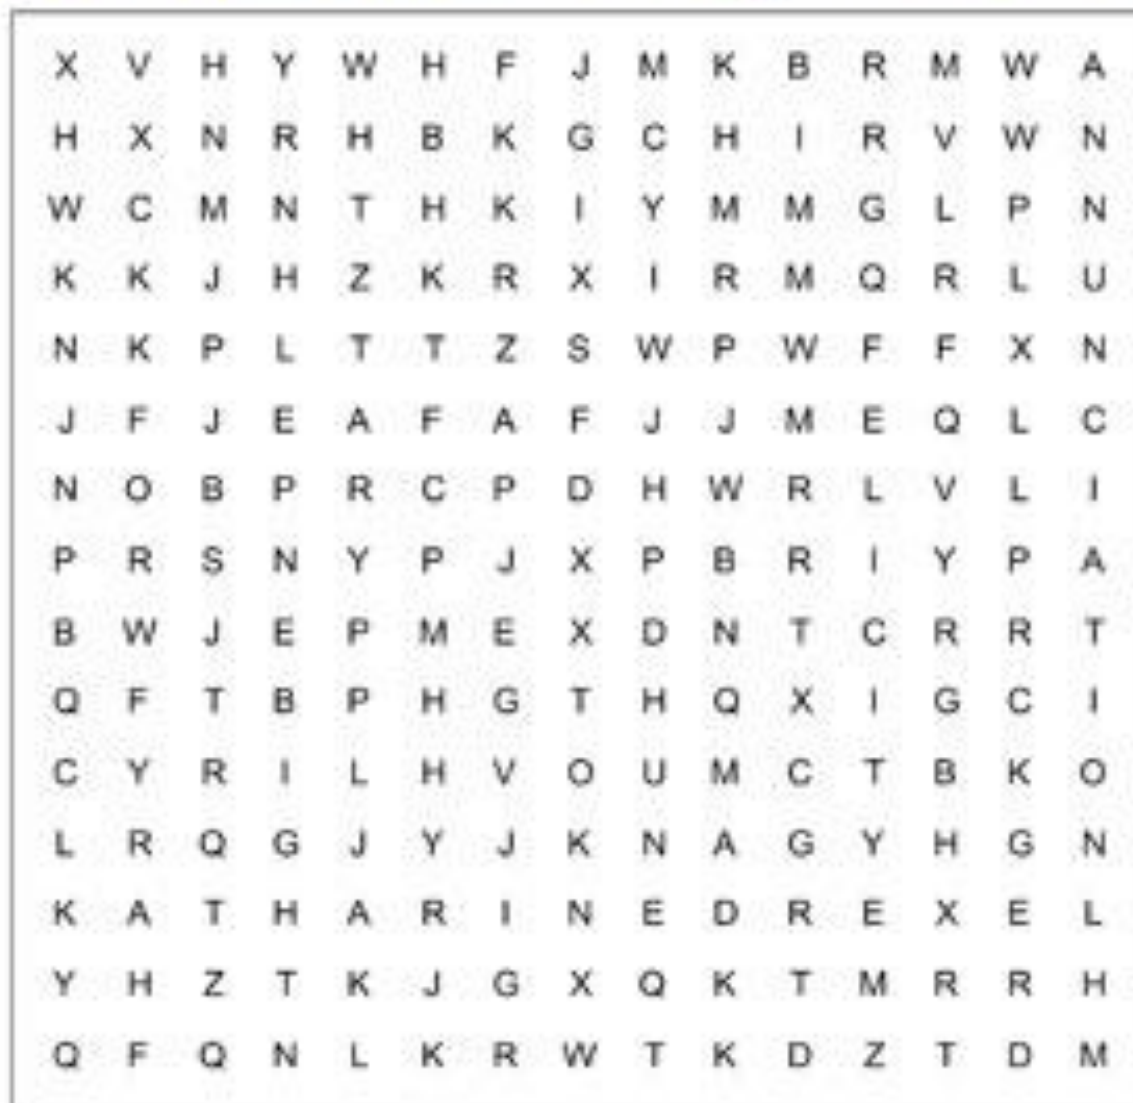 X V H Y W H F J M K B R M W A
H X N R H B K G C H I R V W N
W C M N T H K I Y M M G L P N
K K J H Z K R X I R M Q R L U
N K P L T T Z S W P W F F X N
J F J E A F A F J J M E Q L C
N O B P R C P D H W R L V L I
P R S N Y P J X P B R I Y P A
B W J E P M E X D N T C R R T
Q F T B P H G T H Q X I G C I
C Y R I L H V O U M C T B K O
L R Q G J Y J K N A G Y H G N
K A T H A R I N E D R E X E L
Y H Z T K J G X Q K T M R R H
Q F Q N L K R W T K D Z T D M